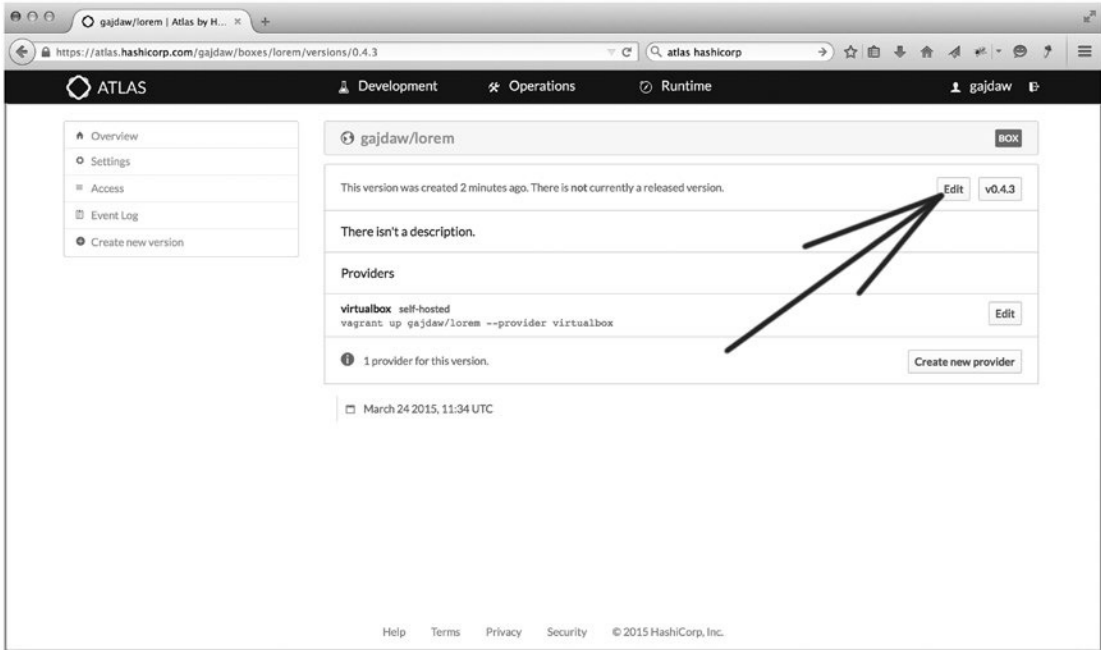 gajdaw/lorem | Atlas by H...
https://atlas.hashicorp.com/gajdaw/boxes/lorem/versions/0.4.3
atlas hashicorp
ATLAS
Development
Operations
Runtime
gajdaw
Overview
Settings
Access
Event Log
Create new version
gajdaw/lorem
BOX
This version was created 2 minutes ago. There is not currently a released version.
Edit
v0.4.3
There isn't a description.
Providers
virtualbox self-hosted
vagrant up gajdaw/lorem --provider virtualbox
Edit
1 provider for this version.
Create new provider
March 24 2015, 11:34 UTC
Help Terms Privacy Security © 2015 HashiCorp, Inc.